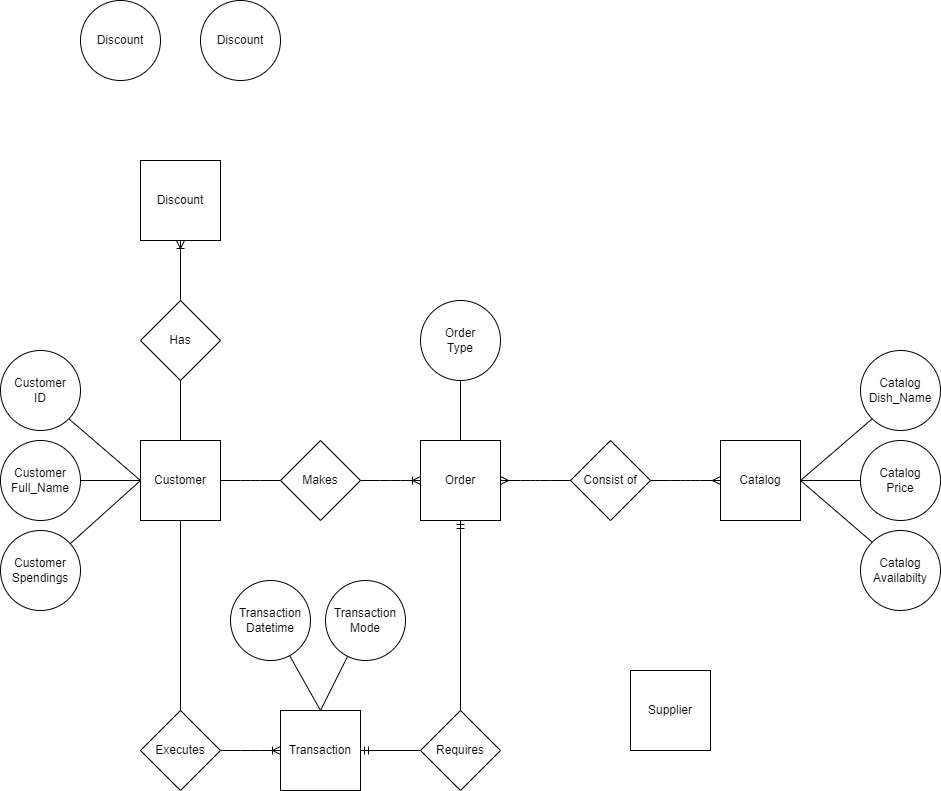 Discount
Discount
Discount
Has
Order
Type
Customer
ID
Catalog
Dish_Name
Customer
Full_Name
Customer
Makes
Order
Consist of
Catalog
Catalog
Price
Customer
Spendings
Catalog
Availabilty
Transaction
Datetime
Transaction
Mode
Supplier
Executes
Transaction
Requires